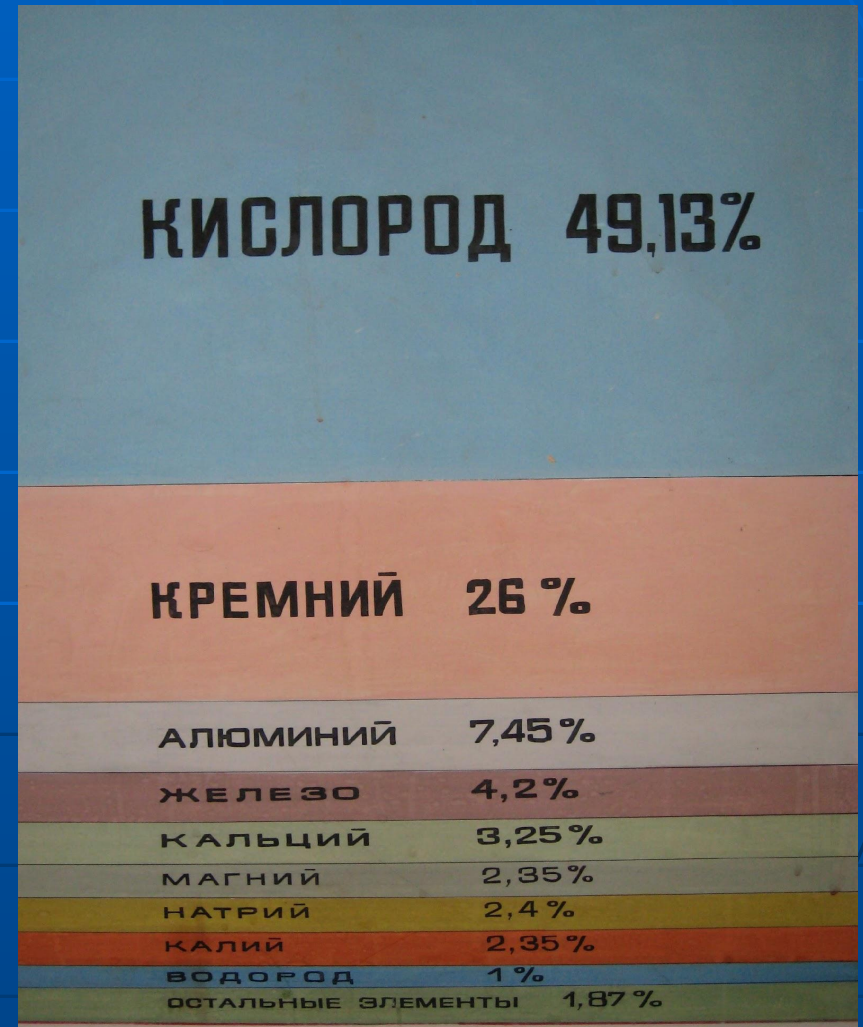 КИСЛОРОД 49,13%
КРЕМНИЙ 26 %
АЛЮМИНИЙ 7,45 %
ЖЕЛЕЗО 4,2%
КАЛЬЦИЙ 3,25 %
МАГНИЙ 2,35%
НАТРИЙ 2,4 %
КАЛИЙ 2,35 %
ВОДОРОД 1 %
ОСТАЛЬНЫЕ ЭЛЕМЕНТЫ 1,87 %